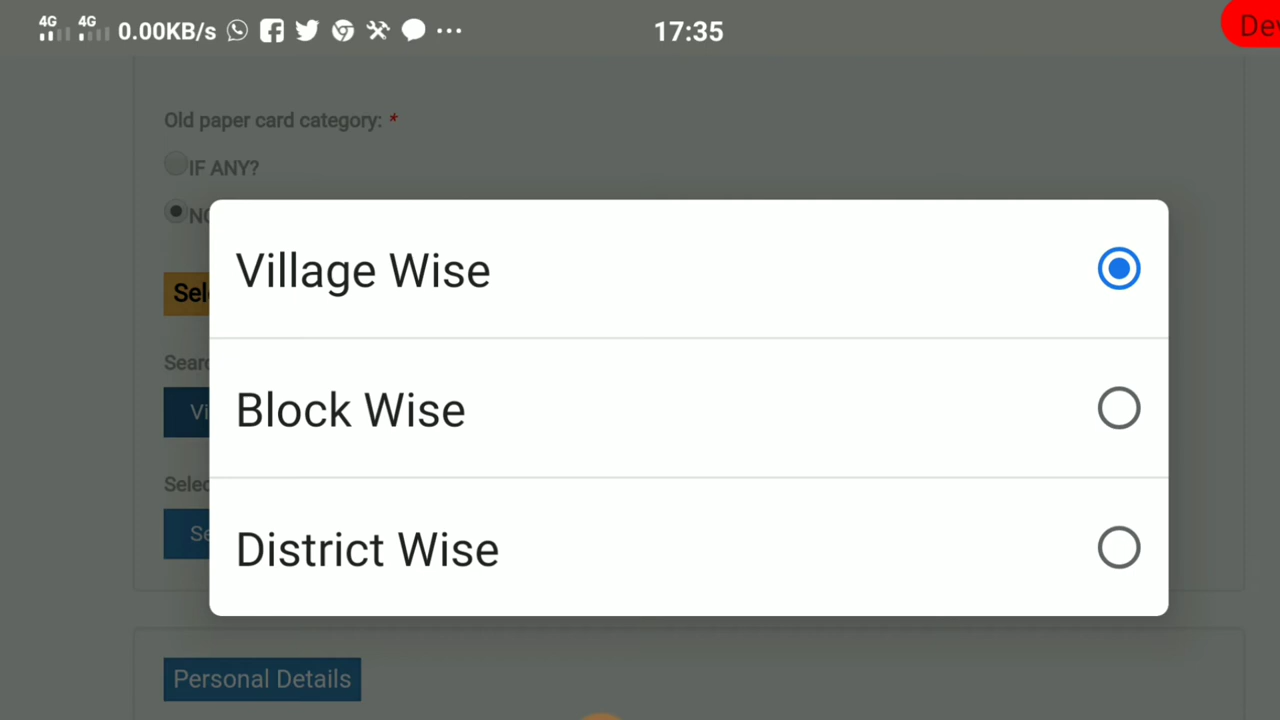 4G 4G 0.00KB/s 17:35
Old paper card category: *
IF ANY?
Village Wise
Block Wise
District Wise
Personal Details